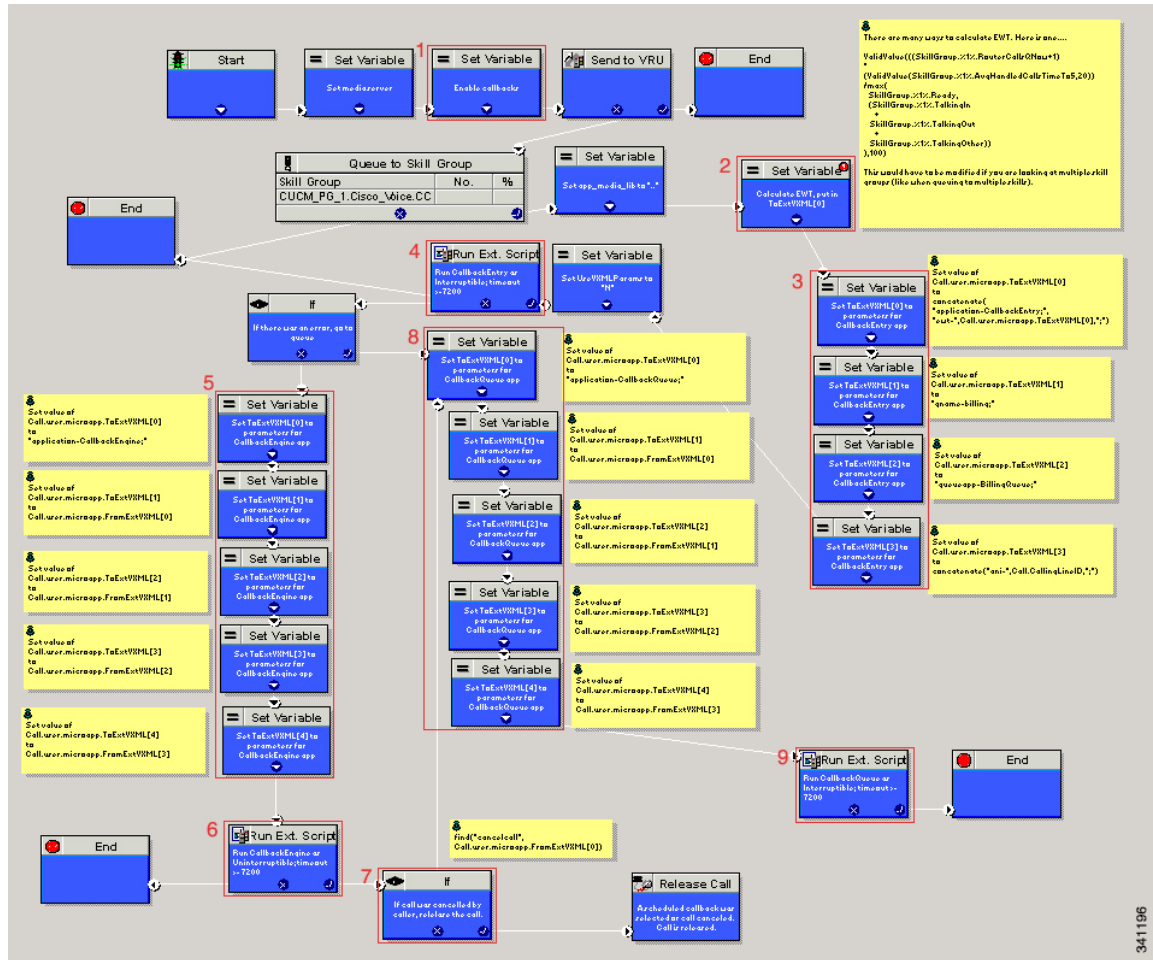 Start
Set Variable
Set mediaserver
1
Set Variable
Enable callbacks
Send to VRU
End
There are many ways to calculate EWT. Here is one....
ValidValue(((SkillGroup.%1%.RouterCallsQNow+1)
*
(ValidValue(SkillGroup.%1%.AvgHandledCallsTimeTo5,20))
/max(
SkillGroup.%1%.Ready,
(SkillGroup.%1%.TalkingIn
+
SkillGroup.%1%.TalkingOut
+
SkillGroup.%1%.TalkingOther))
),100)
This would have to be modified if you are looking at multiple skill
groups (like when queuing to multiple skills).
Queue to Skill Group
Skill Group No. %
CUCM_PG_1.Cisco_Voice.CC
Set Variable
Set app_media_lib to ".."
2
Set Variable
Calculate EWT, put in
ToExtVXML[0]
End
4
Run Ext. Script
Run CallbackEntry as
Interruptible; timeout
>=7200
Set Variable
Set UseVXMLParams to
"N"
3
Set Variable
Set ToExtVXML[0] to
parameters for
CallbackEntry app
Set value of
Call.user.microapp.ToExtVXML[0]
to
concatenate(
"application=CallbackEntry;",
"ewt=",Call.user.microapp.ToExtVXML[0],";")
If
If there was an error, go to
queue
8
Set Variable
Set ToExtVXML[0] to
parameters for
CallbackQueue app
Set value of
Call.user.microapp.ToExtVXML[0]
to
"application=CallbackQueue;"
Set Variable
Set ToExtVXML[1] to
parameters for
CallbackEntry app
Set value of
Call.user.microapp.ToExtVXML[1]
to
"qname=billing;"
5
Set value of
Call.user.microapp.ToExtVXML[0]
to
"application=CallbackEngine;"
Set Variable
Set ToExtVXML[0] to
parameters for
CallbackEngine app
Set Variable
Set ToExtVXML[1] to
parameters for
CallbackQueue app
Set value of
Call.user.microapp.ToExtVXML[1]
to
Call.user.microapp.FromExtVXML[0]
Set Variable
Set ToExtVXML[2] to
parameters for
CallbackEntry app
Set value of
Call.user.microapp.ToExtVXML[2]
to
"queueapp=BillingQueue;"
Set value of
Call.user.microapp.ToExtVXML[1]
to
Call.user.microapp.FromExtVXML[0]
Set Variable
Set ToExtVXML[1] to
parameters for
CallbackEngine app
Set Variable
Set ToExtVXML[2] to
parameters for
CallbackQueue app
Set value of
Call.user.microapp.ToExtVXML[2]
to
Call.user.microapp.FromExtVXML[1]
Set Variable
Set ToExtVXML[3] to
parameters for
CallbackEntry app
Set value of
Call.user.microapp.ToExtVXML[3]
to
concatenate("ani=",Call.CallingLineID,";")
Set value of
Call.user.microapp.ToExtVXML[2]
to
Call.user.microapp.FromExtVXML[1]
Set Variable
Set ToExtVXML[2] to
parameters for
CallbackEngine app
Set Variable
Set ToExtVXML[3] to
parameters for
CallbackQueue app
Set value of
Call.user.microapp.ToExtVXML[3]
to
Call.user.microapp.FromExtVXML[2]
Set value of
Call.user.microapp.ToExtVXML[3]
to
Call.user.microapp.FromExtVXML[2]
Set Variable
Set ToExtVXML[3] to
parameters for
CallbackEngine app
Set Variable
Set ToExtVXML[4] to
parameters for
CallbackQueue app
Set value of
Call.user.microapp.ToExtVXML[4]
to
Call.user.microapp.FromExtVXML[3]
Set value of
Call.user.microapp.ToExtVXML[4]
to
Call.user.microapp.FromExtVXML[3]
Set Variable
Set ToExtVXML[4] to
parameters for
CallbackEngine app
9
Run Ext. Script
Run CallbackQueue as
Interruptible; timeout >=
7200
End
End
6
Run Ext. Script
Run CallbackEngine as
Uninterruptible; timeout
>=7200
find("cancelcall",
Call.user.microapp.FromExtVXML[0])
7
If
If call was cancelled by
caller, release the call.
Release Call
A scheduled callback was
selected or call canceled.
Call is released.
341196